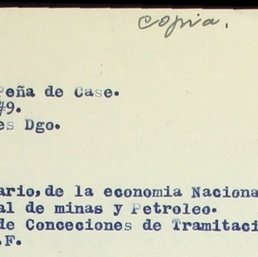 copia.
Peña de Case.
#9.
es Dgo.
ario, de la economia Naciona
al de minas y Petroleo.
de Conceciones de Tramitaci
.F.